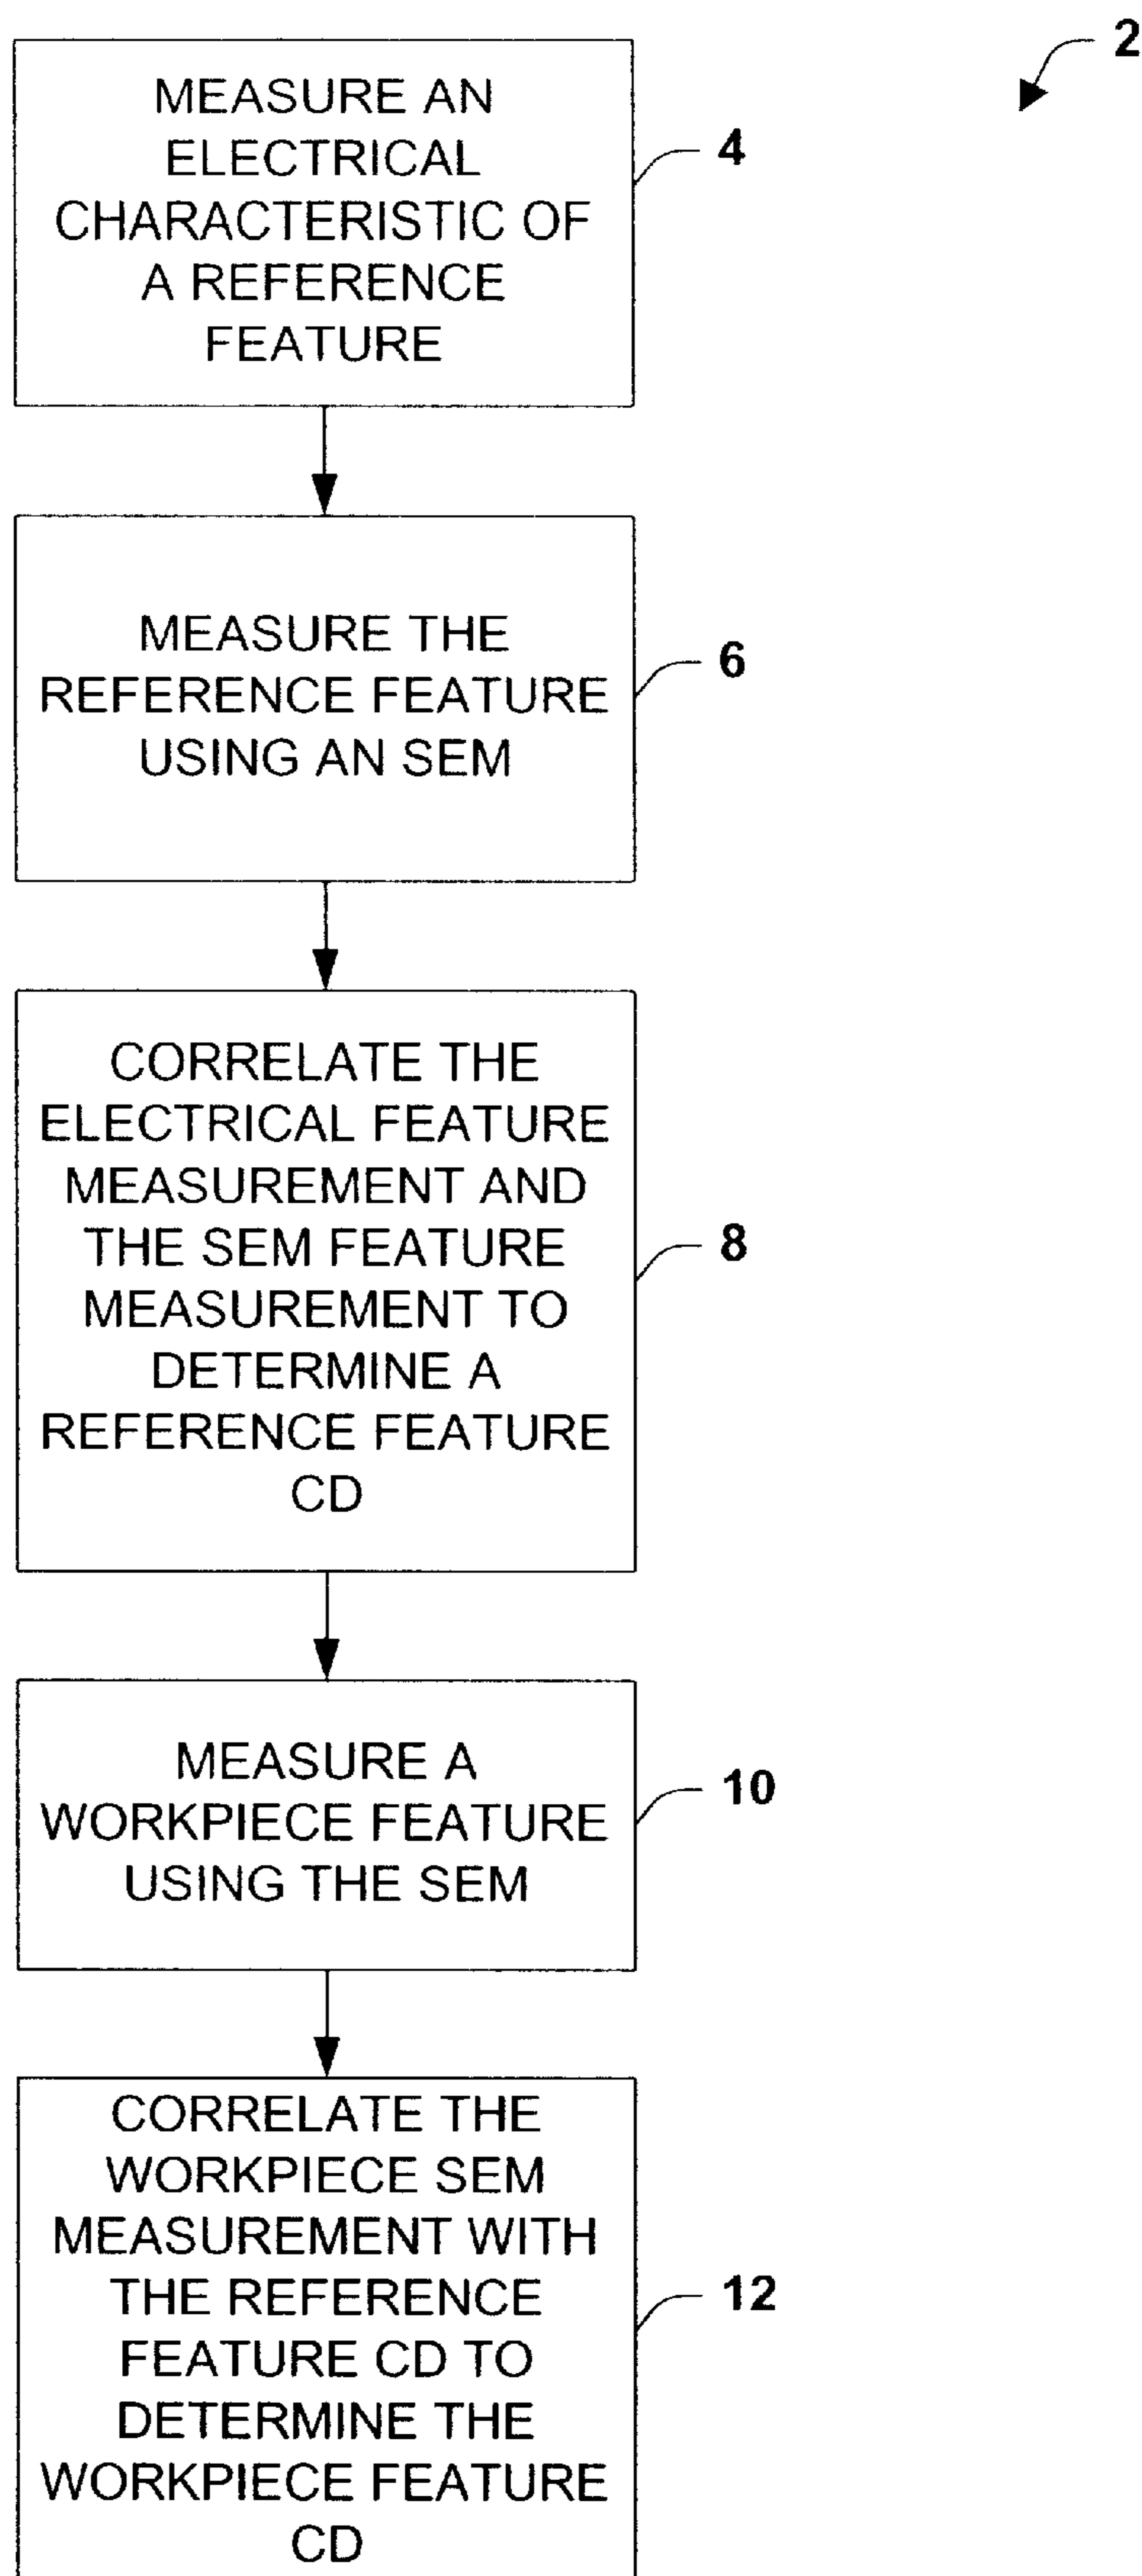 2
MEASURE AN
ELECTRICAL
CHARACTERISTIC OF
A REFERENCE
FEATURE
4
MEASURE THE
REFERENCE FEATURE
USING AN SEM
6
CORRELATE THE
ELECTRICAL FEATURE
MEASUREMENT AND
THE SEM FEATURE
MEASUREMENT TO
DETERMINE A
REFERENCE FEATURE
CD
8
MEASURE A
WORKPIECE FEATURE
USING THE SEM
10
CORRELATE THE
WORKPIECE SEM
MEASUREMENT WITH
THE REFERENCE
FEATURE CD TO
DETERMINE THE
WORKPIECE FEATURE
CD
12